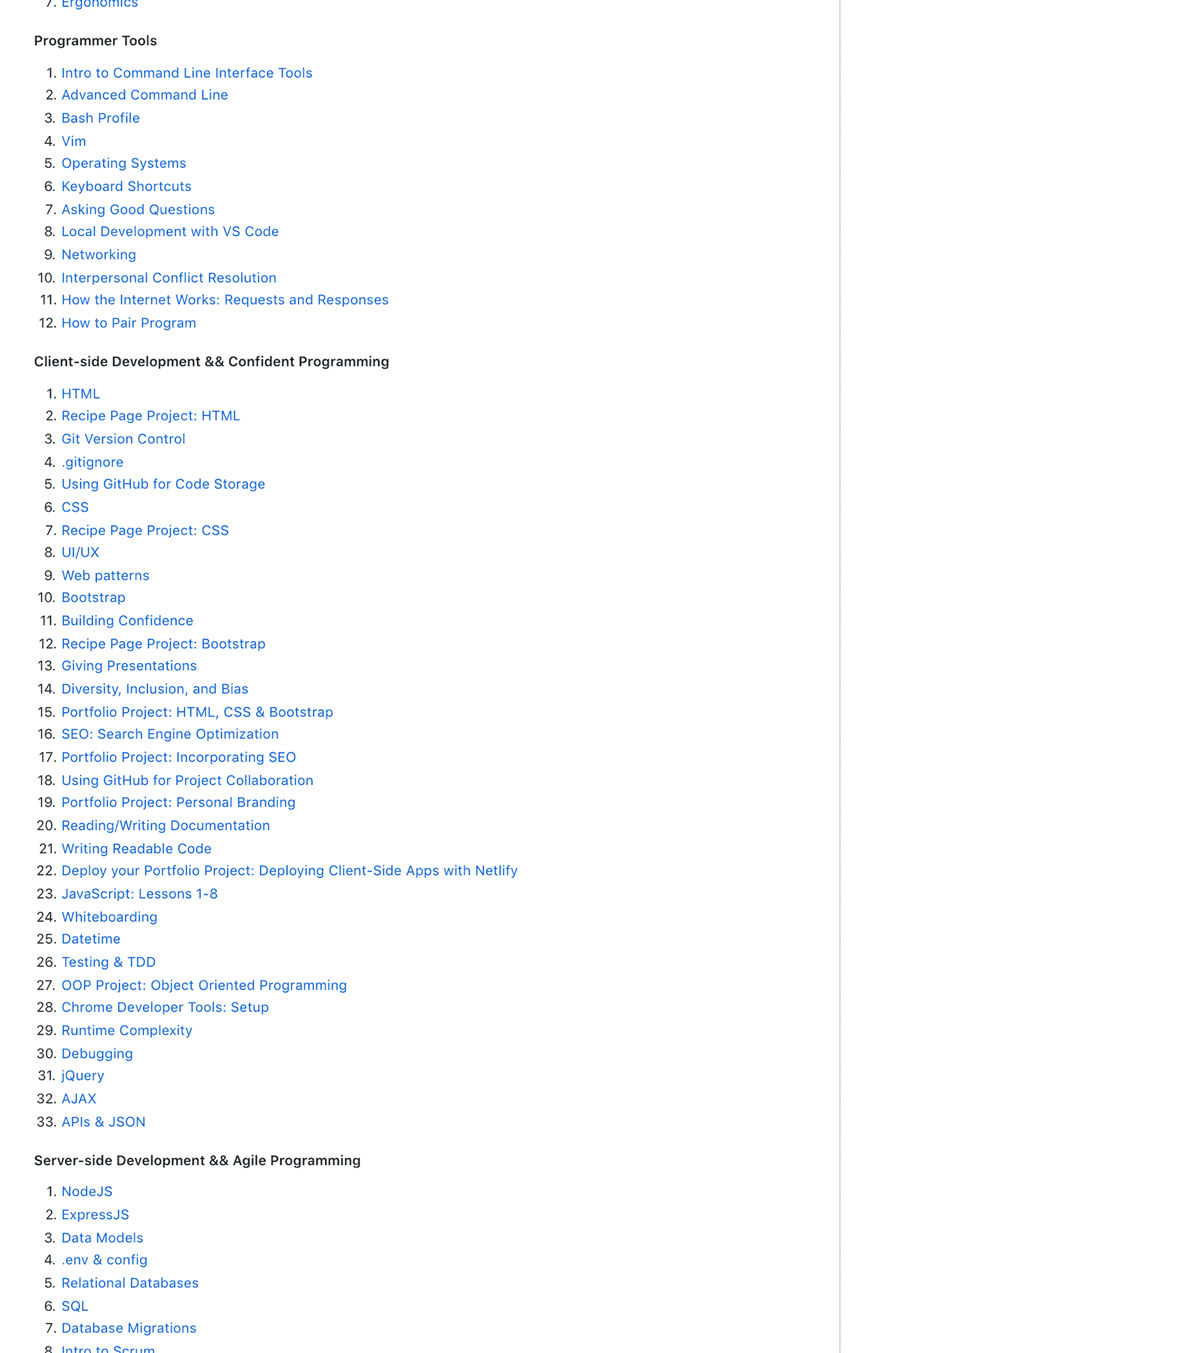 7. Ergonomics
Programmer Tools
1. Intro to Command Line Interface Tools
2. Advanced Command Line
3. Bash Profile
4. Vim
5. Operating Systems
6. Keyboard Shortcuts
7. Asking Good Questions
8. Local Development with VS Code
9. Networking
10. Interpersonal Conflict Resolution
11. How the Internet Works: Requests and Responses
12. How to Pair Program
Client-side Development && Confident Programming
1. HTML
2. Recipe Page Project: HTML
3. Git Version Control
4. .gitignore
5. Using GitHub for Code Storage
6. CSS
7. Recipe Page Project: CSS
8. UI/UX
9. Web patterns
10. Bootstrap
11. Building Confidence
12. Recipe Page Project: Bootstrap
13. Giving Presentations
14. Diversity, Inclusion, and Bias
15. Portfolio Project: HTML, CSS & Bootstrap
16. SEO: Search Engine Optimization
17. Portfolio Project: Incorporating SEO
18. Using GitHub for Project Collaboration
19. Portfolio Project: Personal Branding
20. Reading/Writing Documentation
21. Writing Readable Code
22. Deploy your Portfolio Project: Deploying Client-Side Apps with Netlify
23. JavaScript: Lessons 1-8
24. Whiteboarding
25. Datetime
26. Testing & TDD
27. OOP Project: Object Oriented Programming
28. Chrome Developer Tools: Setup
29. Runtime Complexity
30. Debugging
31. jQuery
32. AJAX
33. APIs & JSON
Server-side Development && Agile Programming
1. NodeJS
2. ExpressJS
3. Data Models
4. .env & config
5. Relational Databases
6. SQL
7. Database Migrations
8. Intro to Scrum